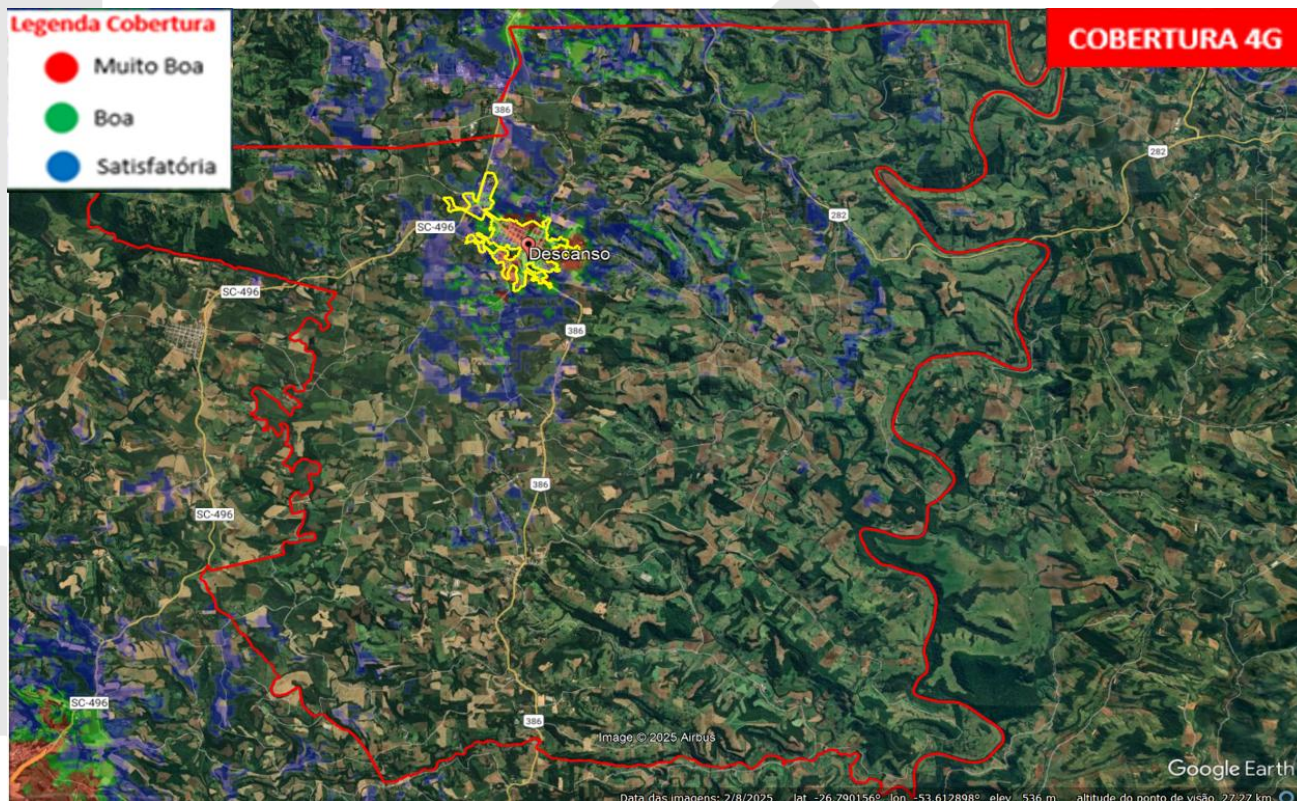 Legenda Cobertura
Muito Boa
Boa
Satisfatória
COBERTURA 4G
386
282
282
SC-496
Descanso
SC-496
386
386
SC-496
SC-496
386
Image © 2025 Airbus
Google Earth
Data das imagens: 2/8/2025 lat -26.790156° lon -53.612898° elev 536 m altitude do ponto de visão 27.27 km